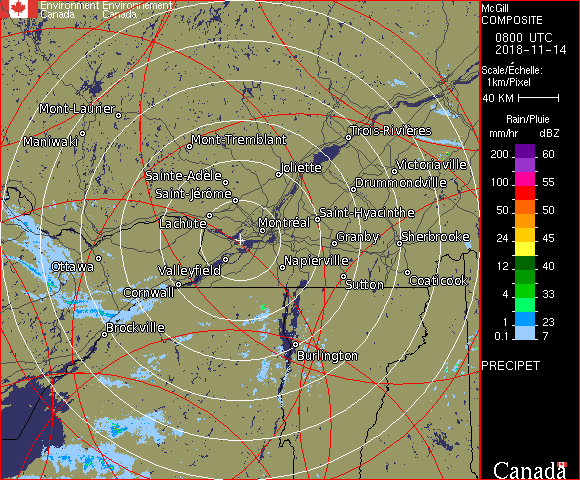 Environment Environnement
Canada Canada
McGill
COMPOSITE
0800 UTC
2018-11-14
Scale/Échelle:
1km/Pixel
40 KM
Rain/Pluie
mm/hr dBZ
200 60
100 55
50 50
24 45
12 40
4 33
1 23
0.1 7
PRECIPET
Canada
Mont-Laurier
Maniwaki
Mont-Tremblant
Trois-Rivières
Joliette
Victoriaville
Sainte-Adèle
Drummondville
Saint-Jérôme
Lachute
Montréal
Saint-Hyacinthe
Granby
Sherbrooke
Ottawa
Valleyfield
Napierville
Cornwall
Sutton
Coaticook
Brockville
Burlington